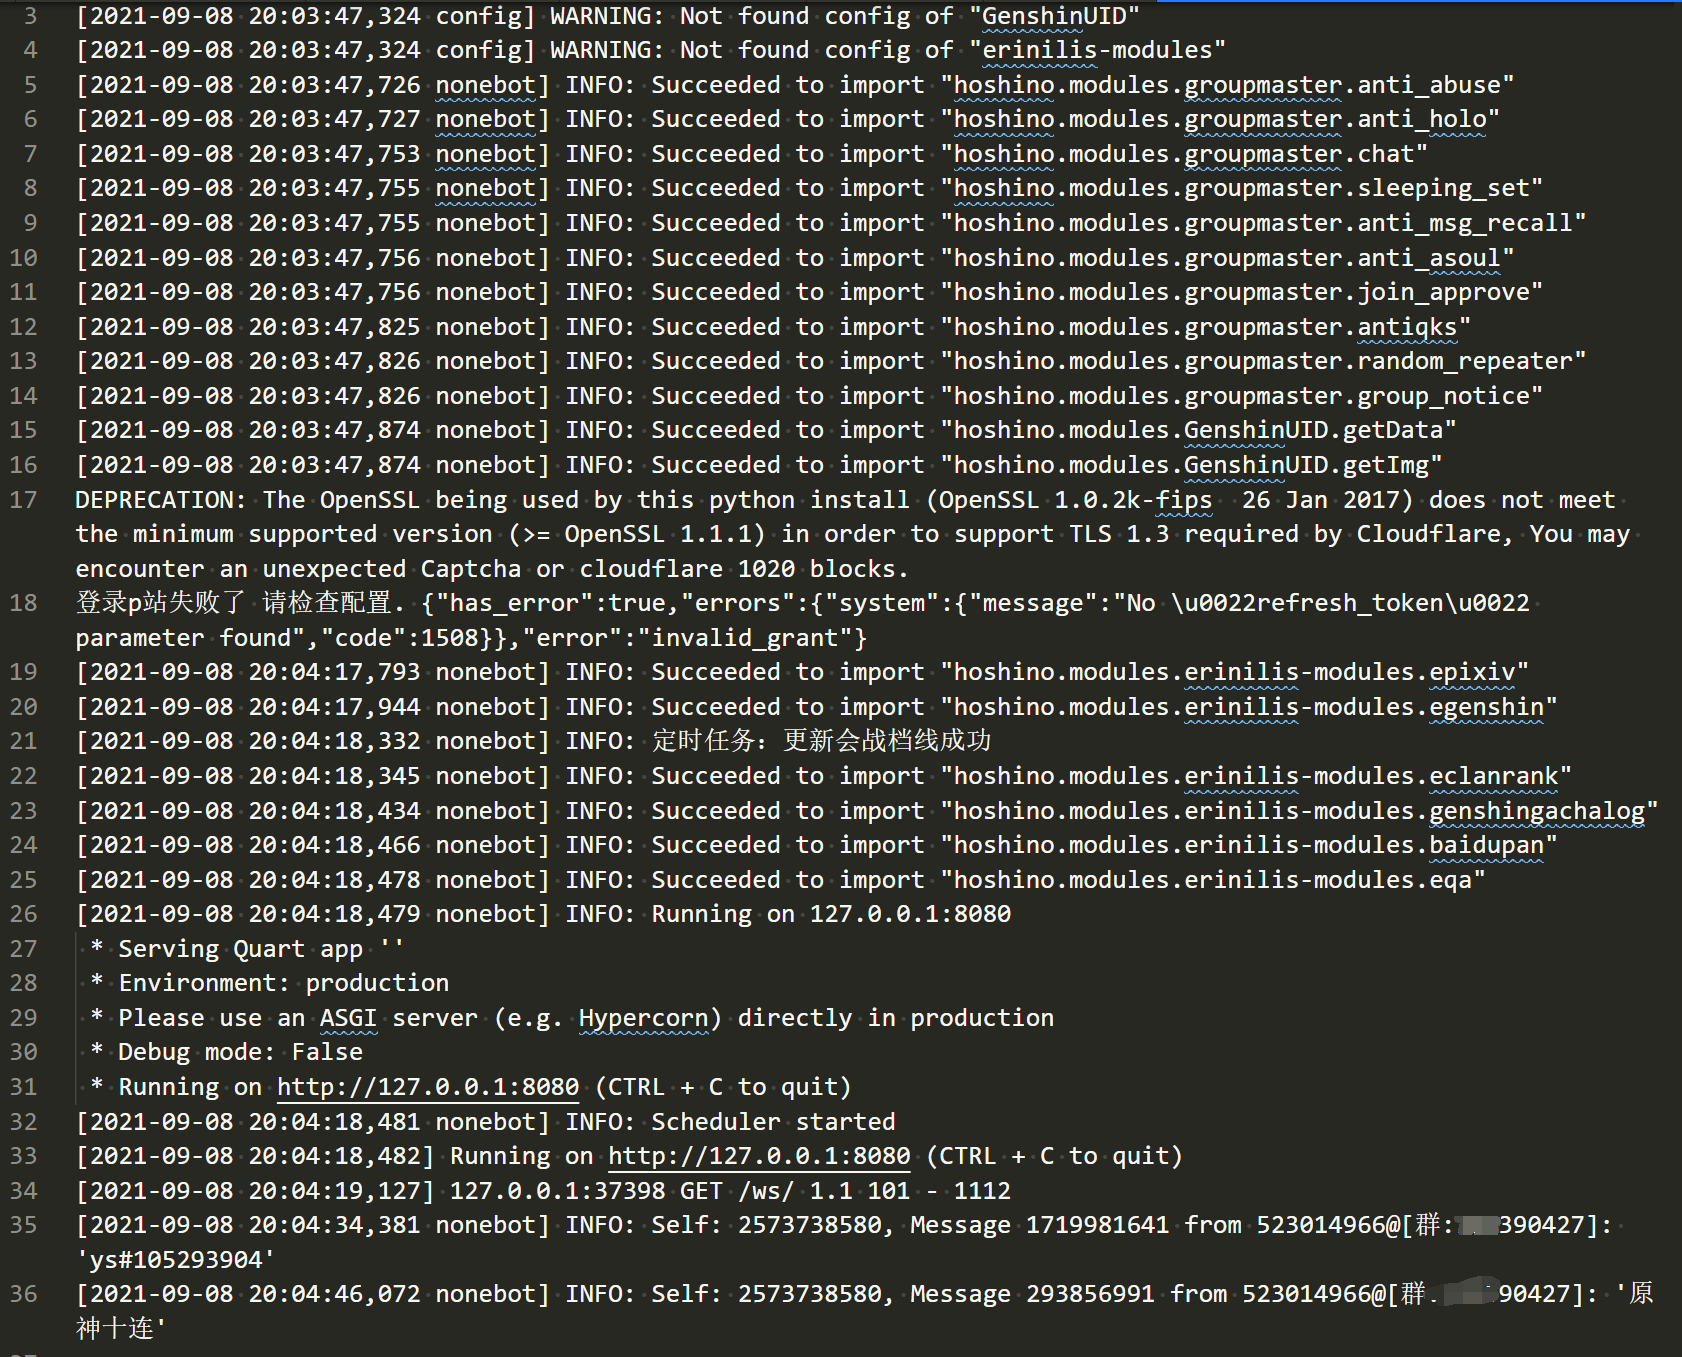 3 [2021-09-08 20:03:47,324 config] WARNING: Not found config of "GenshinUID"
4 [2021-09-08 20:03:47,324 config] WARNING: Not found config of "erinilis-modules"
5 [2021-09-08 20:03:47,726 nonebot] INFO: Succeeded to import "hoshino.modules.groupmaster.anti_abuse"
6 [2021-09-08 20:03:47,727 nonebot] INFO: Succeeded to import "hoshino.modules.groupmaster.anti_holo"
7 [2021-09-08 20:03:47,753 nonebot] INFO: Succeeded to import "hoshino.modules.groupmaster.chat"
8 [2021-09-08 20:03:47,755 nonebot] INFO: Succeeded to import "hoshino.modules.groupmaster.sleeping_set"
9 [2021-09-08 20:03:47,755 nonebot] INFO: Succeeded to import "hoshino.modules.groupmaster.anti_msg_recall"
10 [2021-09-08 20:03:47,756 nonebot] INFO: Succeeded to import "hoshino.modules.groupmaster.anti_asoul"
11 [2021-09-08 20:03:47,756 nonebot] INFO: Succeeded to import "hoshino.modules.groupmaster.join_approve"
12 [2021-09-08 20:03:47,825 nonebot] INFO: Succeeded to import "hoshino.modules.groupmaster.antiqks"
13 [2021-09-08 20:03:47,826 nonebot] INFO: Succeeded to import "hoshino.modules.groupmaster.random_repeater"
14 [2021-09-08 20:03:47,826 nonebot] INFO: Succeeded to import "hoshino.modules.groupmaster.group_notice"
15 [2021-09-08 20:03:47,874 nonebot] INFO: Succeeded to import "hoshino.modules.GenshinUID.getData"
16 [2021-09-08 20:03:47,874 nonebot] INFO: Succeeded to import "hoshino.modules.GenshinUID.getImg"
17 DEPRECATION: The OpenSSL being used by this python install (OpenSSL 1.0.2k-fips  26 Jan 2017) does not meet
the minimum supported version (>= OpenSSL 1.1.1) in order to support TLS 1.3 required by Cloudflare, You may
encounter an unexpected Captcha or cloudflare 1020 blocks.
18 登录p站失败了 请检查配置. {"has_error":true,"errors":{"system":{"message":"No \u0022refresh_token\u0022
parameter found","code":1508}},"error":"invalid_grant"}
19 [2021-09-08 20:04:17,793 nonebot] INFO: Succeeded to import "hoshino.modules.erinilis-modules.epixiv"
20 [2021-09-08 20:04:17,944 nonebot] INFO: Succeeded to import "hoshino.modules.erinilis-modules.egenshin"
21 [2021-09-08 20:04:18,332 nonebot] INFO: 定时任务：更新会战档线成功
22 [2021-09-08 20:04:18,345 nonebot] INFO: Succeeded to import "hoshino.modules.erinilis-modules.eclanrank"
23 [2021-09-08 20:04:18,434 nonebot] INFO: Succeeded to import "hoshino.modules.erinilis-modules.genshingachalog"
24 [2021-09-08 20:04:18,466 nonebot] INFO: Succeeded to import "hoshino.modules.erinilis-modules.baidupan"
25 [2021-09-08 20:04:18,478 nonebot] INFO: Succeeded to import "hoshino.modules.erinilis-modules.eqa"
26 [2021-09-08 20:04:18,479 nonebot] INFO: Running on 127.0.0.1:8080
27 * Serving Quart app ''
28 * Environment: production
29 * Please use an ASGI server (e.g. Hypercorn) directly in production
30 * Debug mode: False
31 * Running on http://127.0.0.1:8080 (CTRL + C to quit)
32 [2021-09-08 20:04:18,481 nonebot] INFO: Scheduler started
33 [2021-09-08 20:04:18,482] Running on http://127.0.0.1:8080 (CTRL + C to quit)
34 [2021-09-08 20:04:19,127] 127.0.0.1:37398 GET /ws/ 1.1 101 - 1112
35 [2021-09-08 20:04:34,381 nonebot] INFO: Self: 2573738580, Message 1719981641 from 523014966@[群:390427]:
'ys#105293904'
36 [2021-09-08 20:04:46,072 nonebot] INFO: Self: 2573738580, Message 293856991 from 523014966@[群:90427]: '原
神十连'